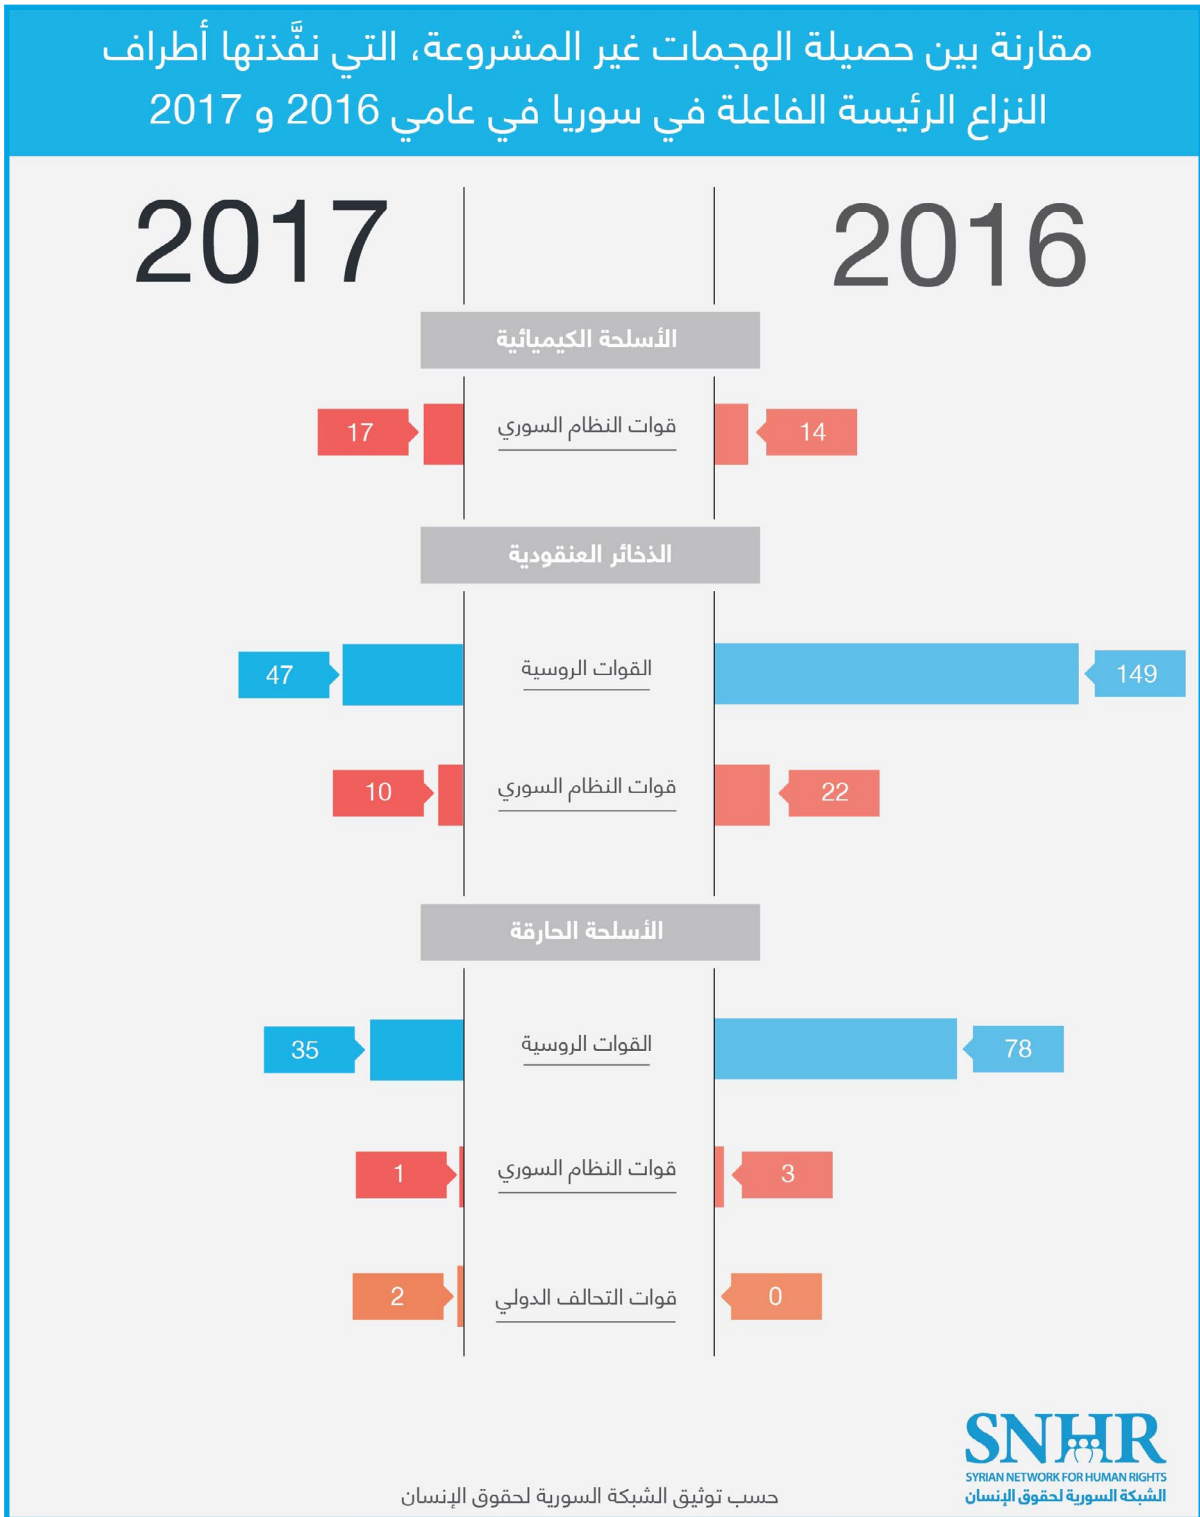 مقارنة بين حصيلة الهجمات غير المشروعة، التي نفَّذتها أطراف
النزاع الرئيسة الفاعلة في سوريا في عامي 2016 و 2017
2016
2017
الأسلحة الكيميائية
14
قوات النظام السوري
17
الذخائر العنقودية
149
القوات الروسية
47
22
قوات النظام السوري
10
الأسلحة الحارقة
78
القوات الروسية
35
3
قوات النظام السوري
1
0
قوات التحالف الدولي
2
SNHR
SYRIAN NETWORK FOR HUMAN RIGHTS
الشبكة السورية لحقوق الإنسان
حسب توثيق الشبكة السورية لحقوق الإنسان